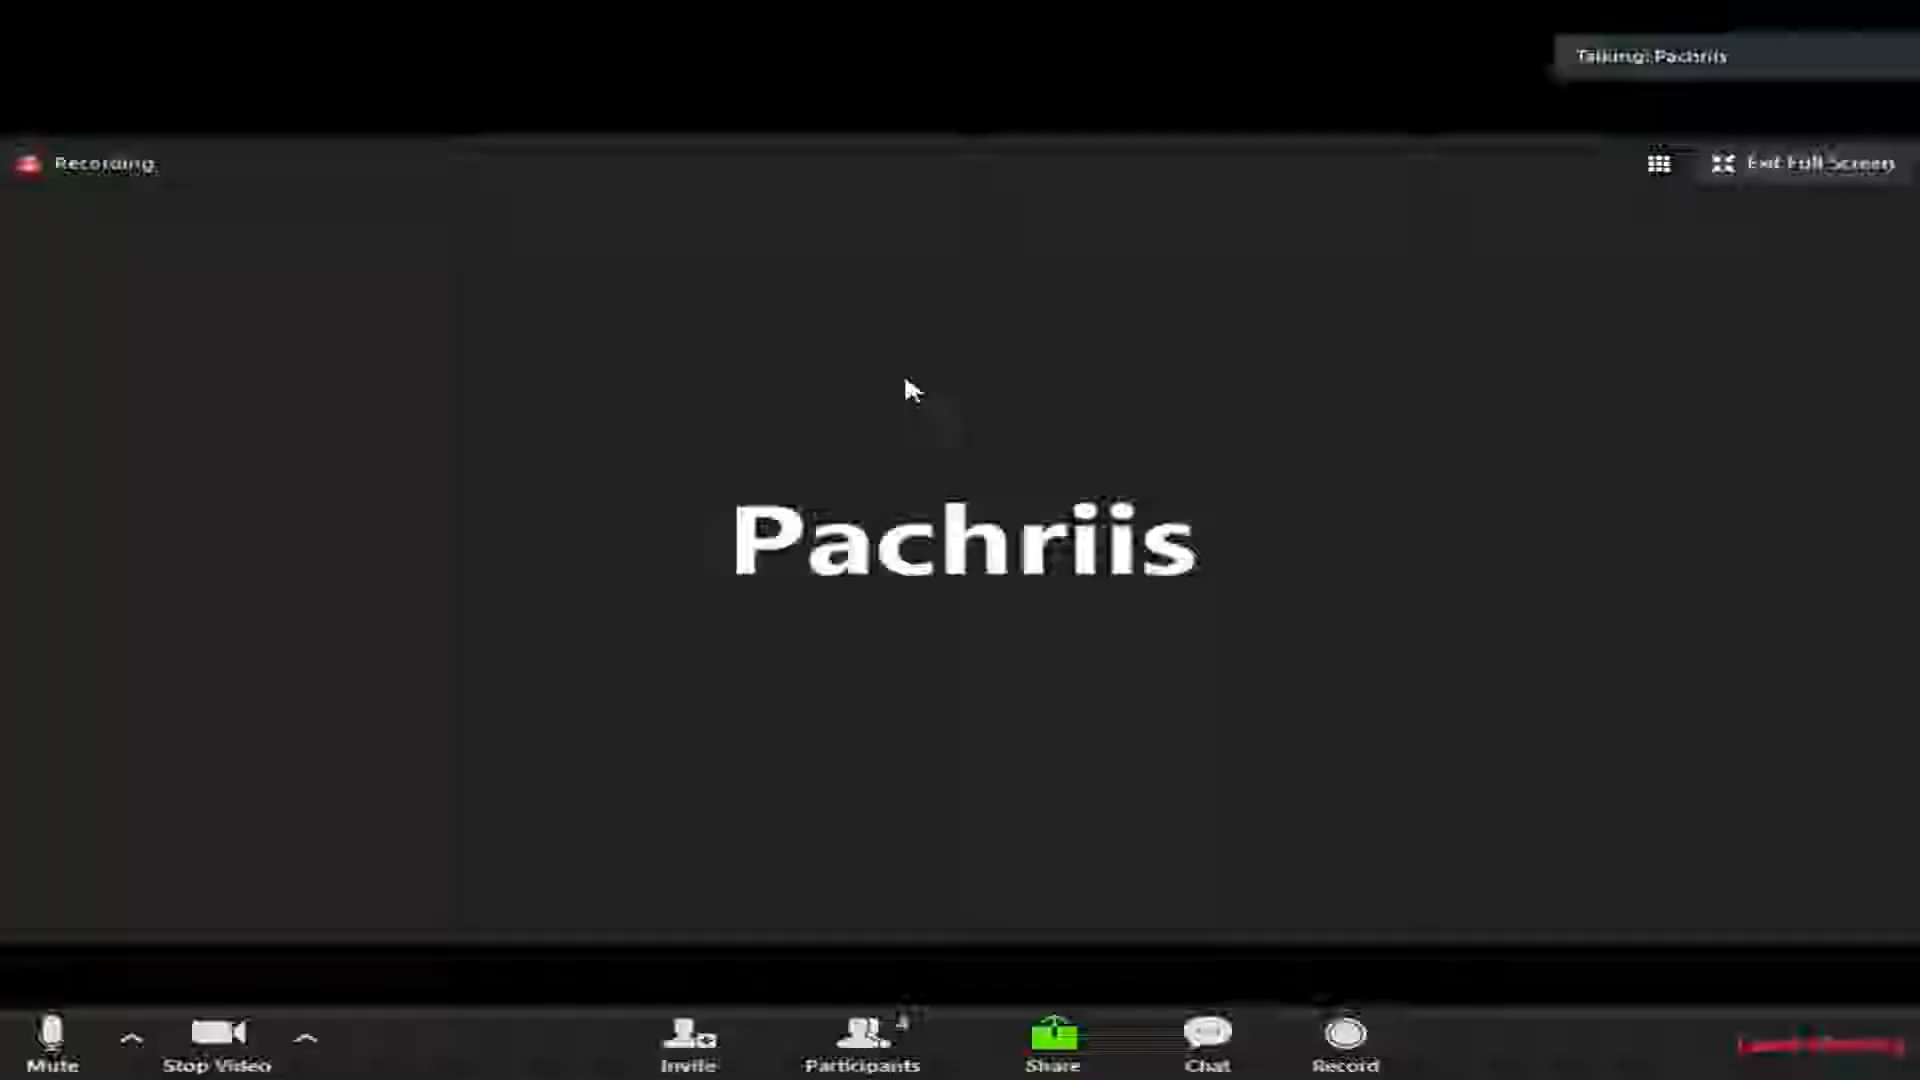 Talking: Pachriis
Recording
Exit Full Screen
Pachriis
Mute
Stop Video
Invite
Participants
Share
Chat
Record